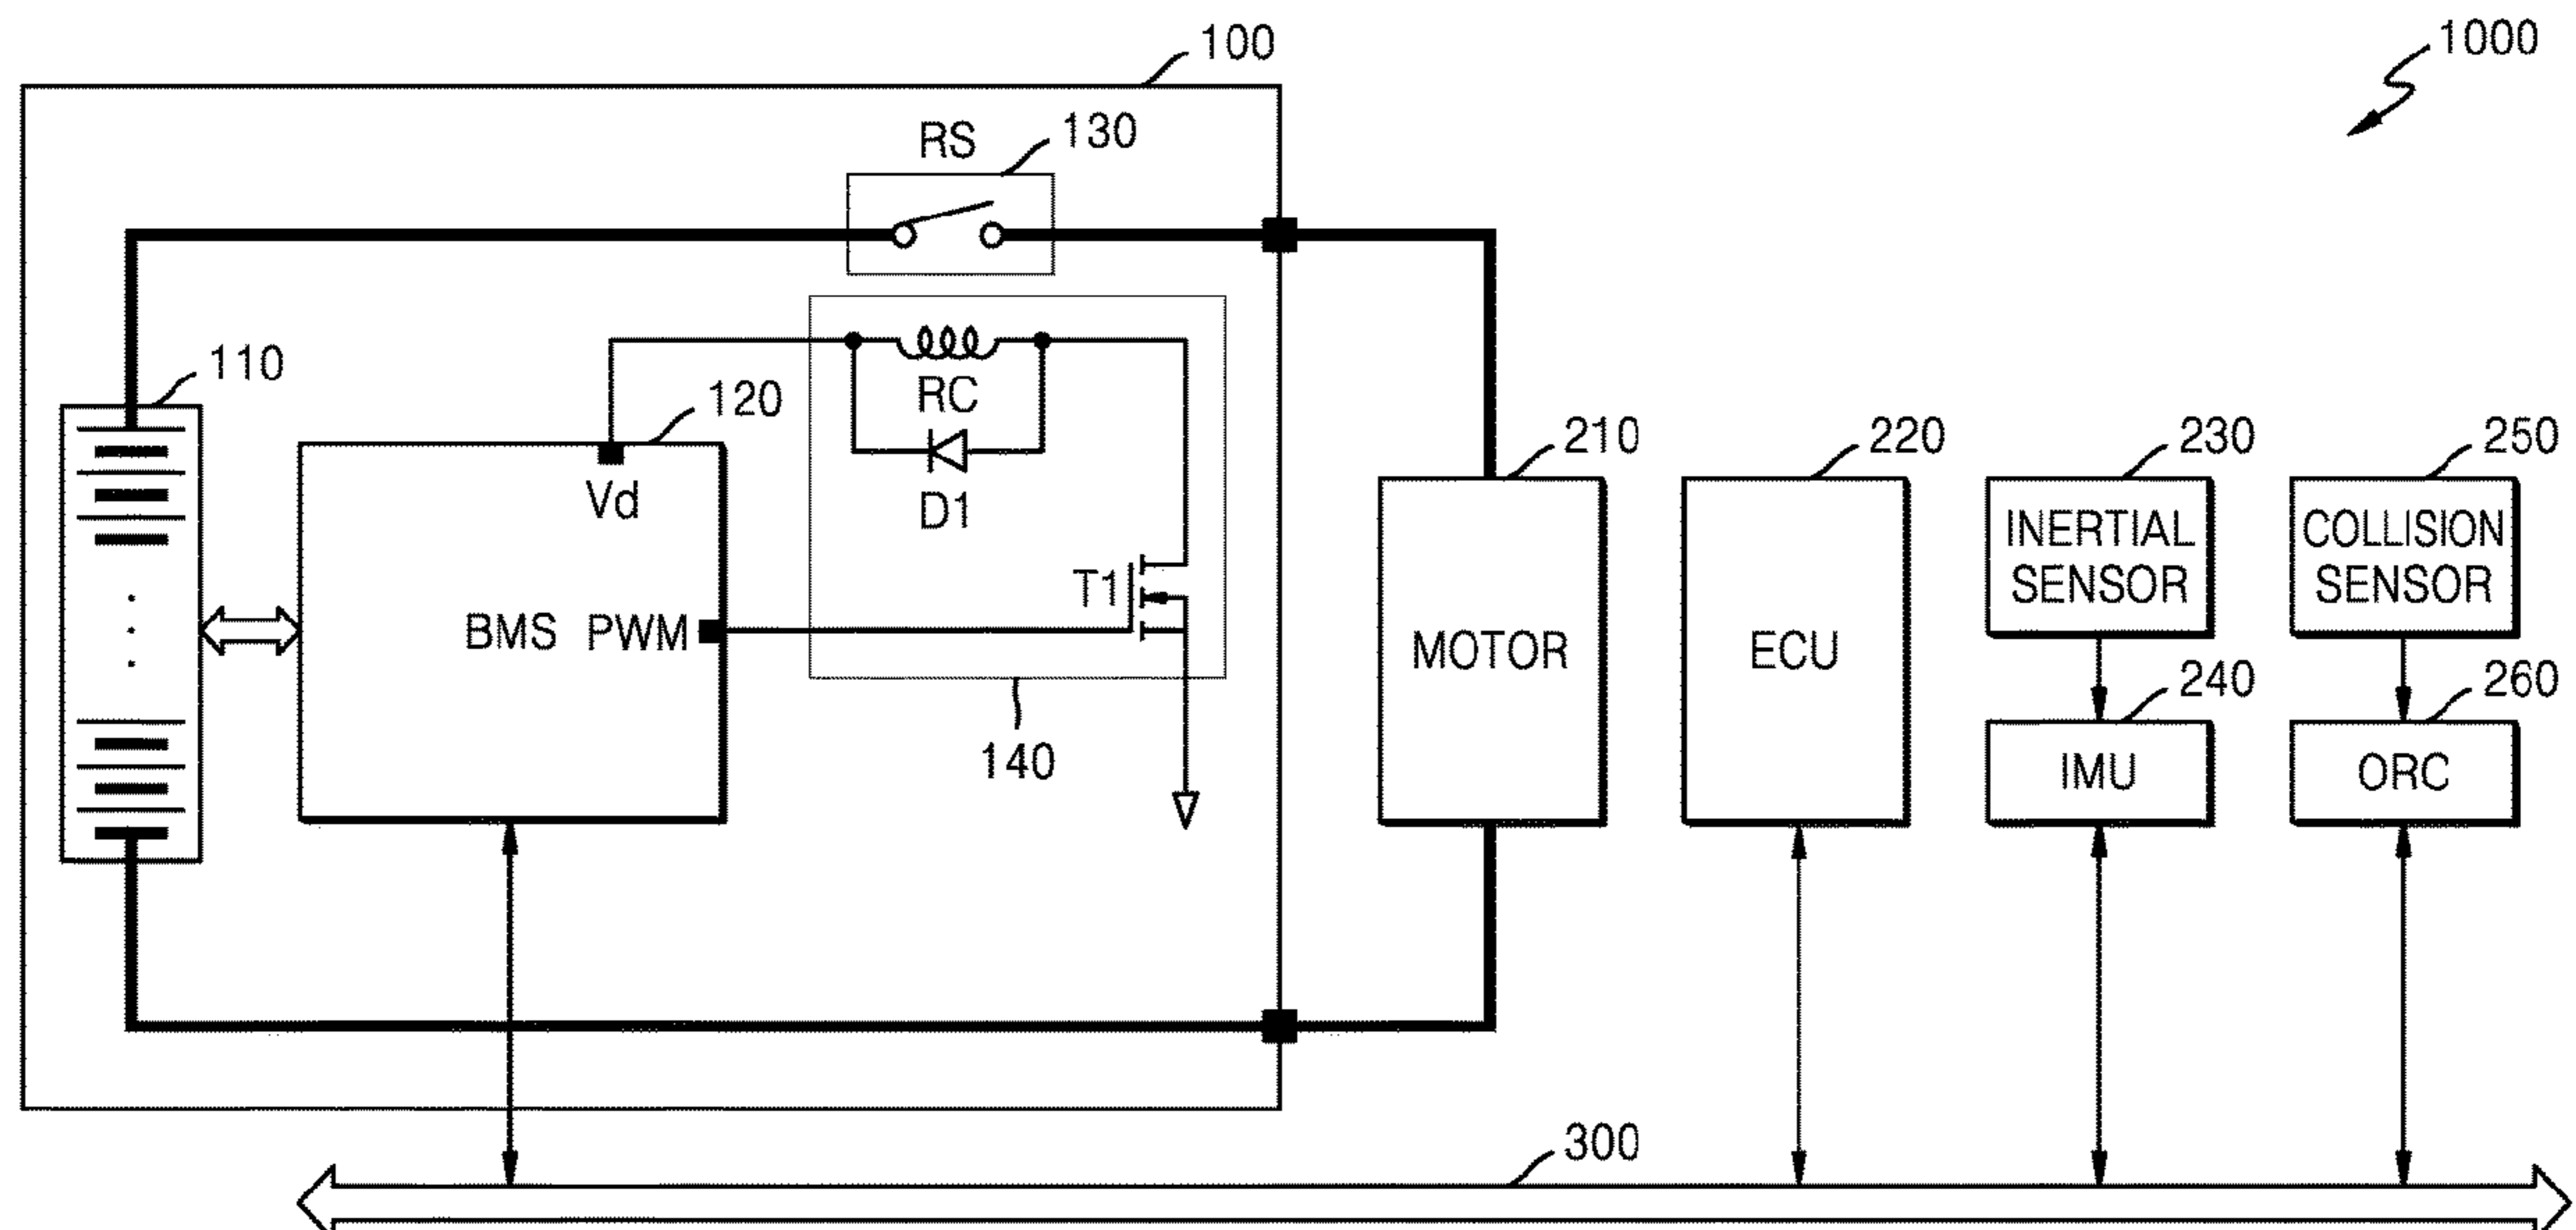 100
1000
RS
130
110
RC
120
Vd
D1
T1
BMS PWM
140
210
220
230
250
MOTOR
ECU
INERTIAL
SENSOR
COLLISION
SENSOR
240
260
IMU
ORC
300